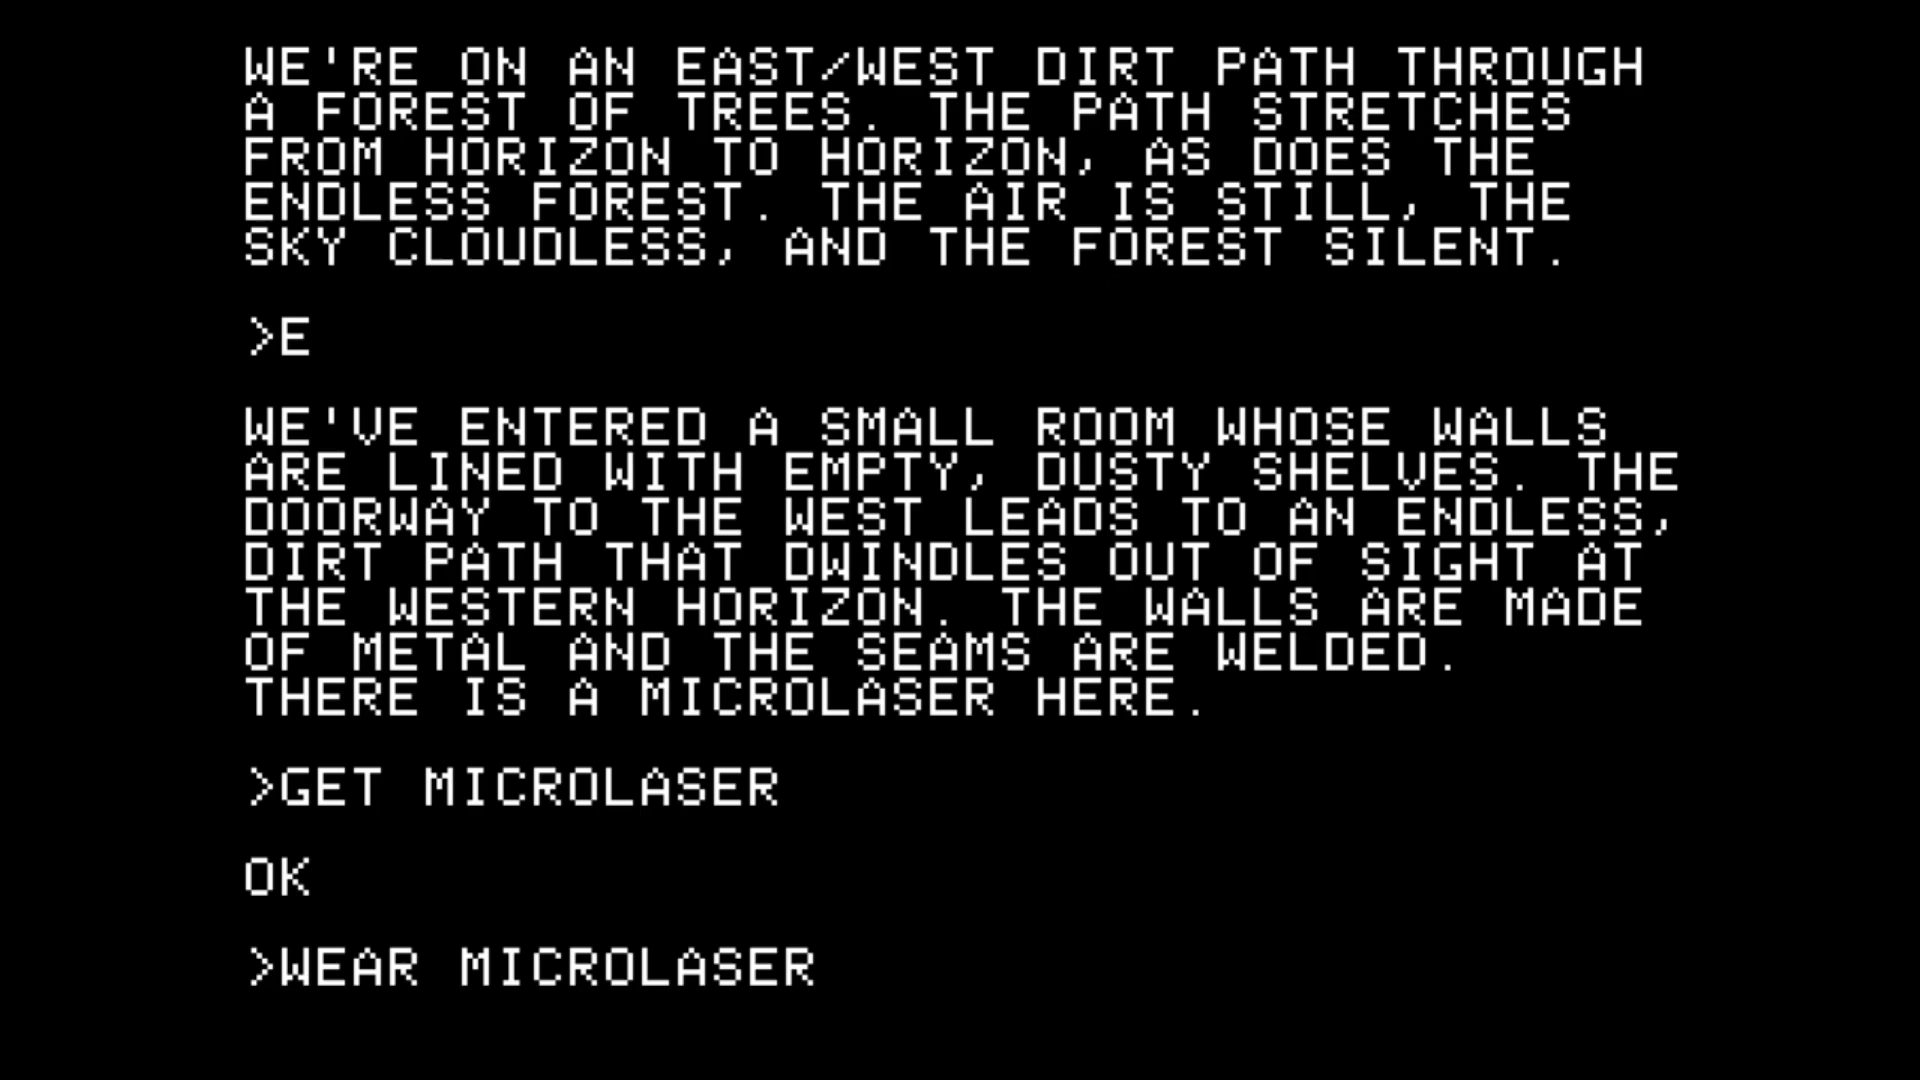 WE'RE ON AN EAST/WEST DIRT PATH THROUGH
A FOREST OF TREES. THE PATH STRETCHES
FROM HORIZON TO HORIZON, AS DOES THE
ENDLESS FOREST. THE AIR IS STILL, THE
SKY CLOUDLESS, AND THE FOREST SILENT.
>E
WE'VE ENTERED A SMALL ROOM WHOSE WALLS
ARE LINED WITH EMPTY, DUSTY SHELVES. THE
DOORWAY TO THE WEST LEADS TO AN ENDLESS,
DIRT PATH THAT DWINDLES OUT OF SIGHT AT
THE WESTERN HORIZON. THE WALLS ARE MADE
OF METAL AND THE SEAMS ARE WELDED.
THERE IS A MICROLASER HERE.
>GET MICROLASER
OK
>WEAR MICROLASER